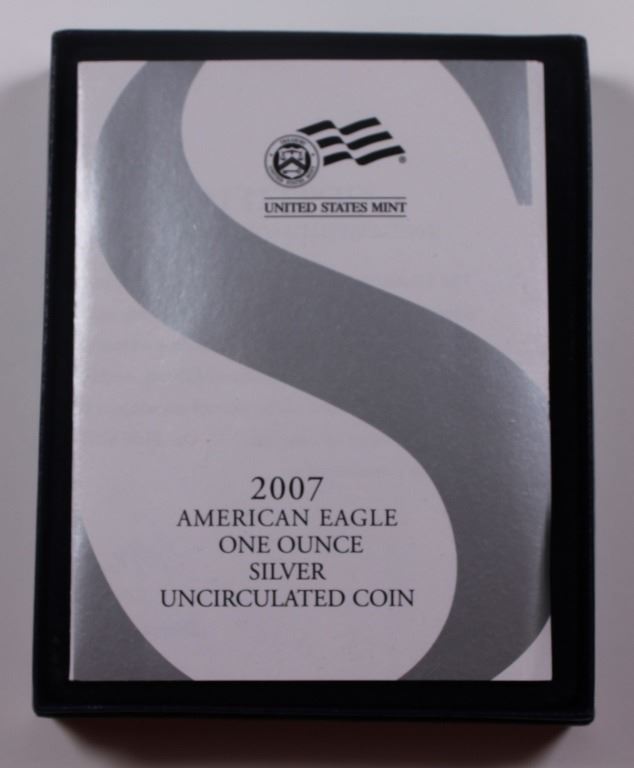 UNITED STATES MINT
2007
AMERICAN EAGLE
ONE OUNCE
SILVER
UNCIRCULATED COIN